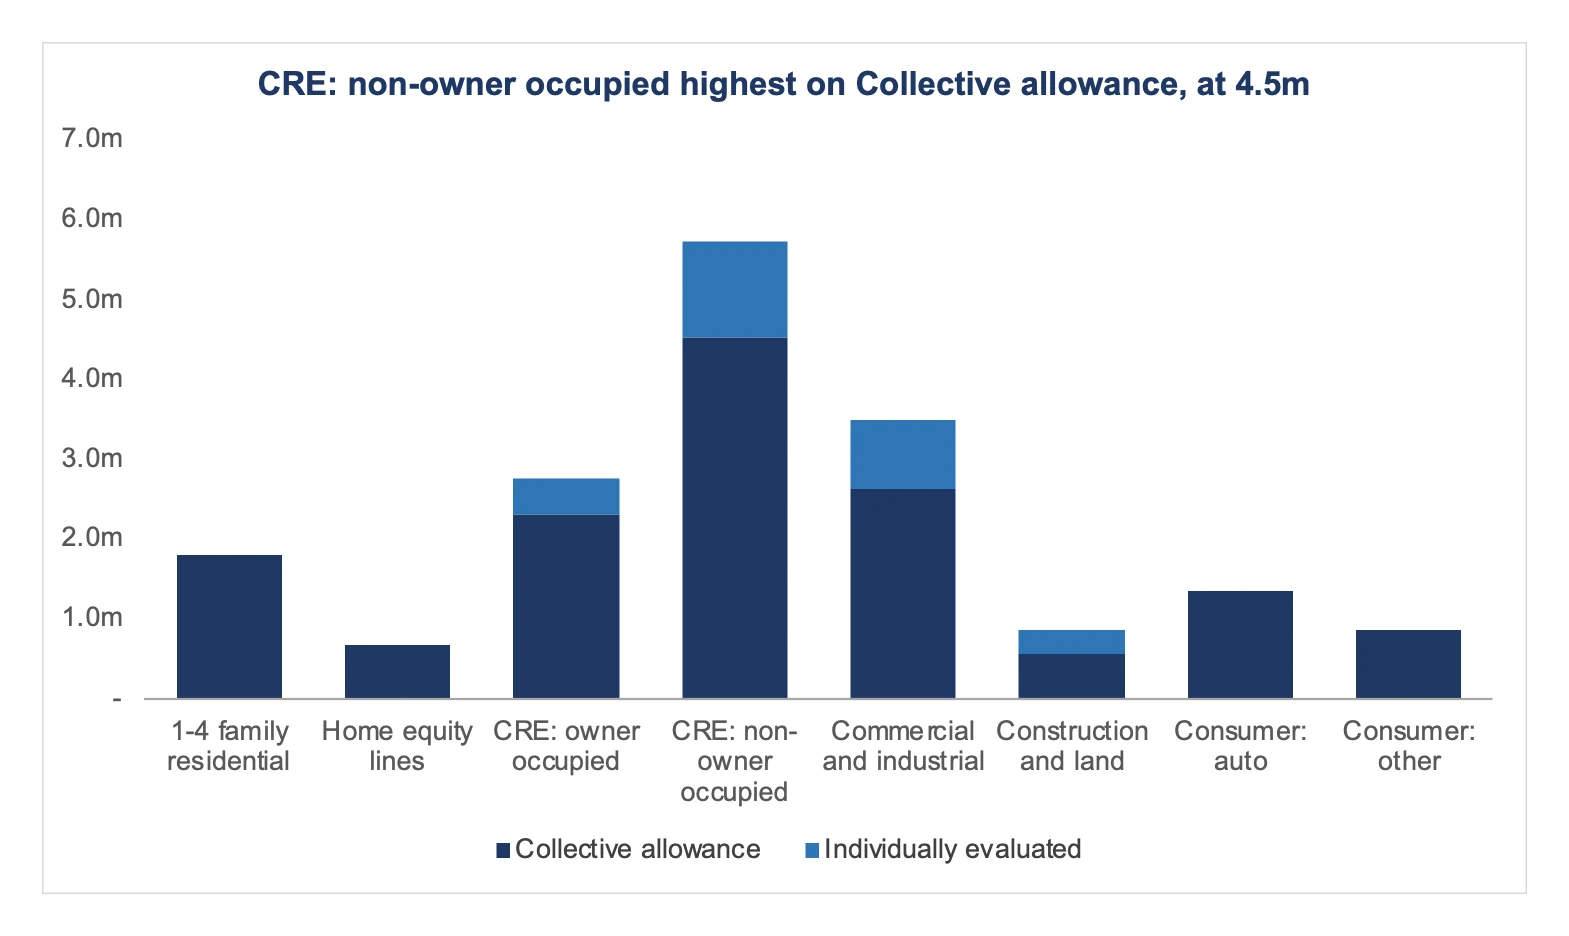 CRE: non-owner occupied highest on Collective allowance, at 4.5m
7.0m
6.0m
5.0m
4.0m
3.0m
2.0m
1.0m
-
1-4 family
residential
Home equity
lines
CRE: owner
occupied
CRE: non-
owner
occupied
Commercial
and industrial
Construction
and land
Consumer:
auto
Consumer:
other
Collective allowance
Individually evaluated